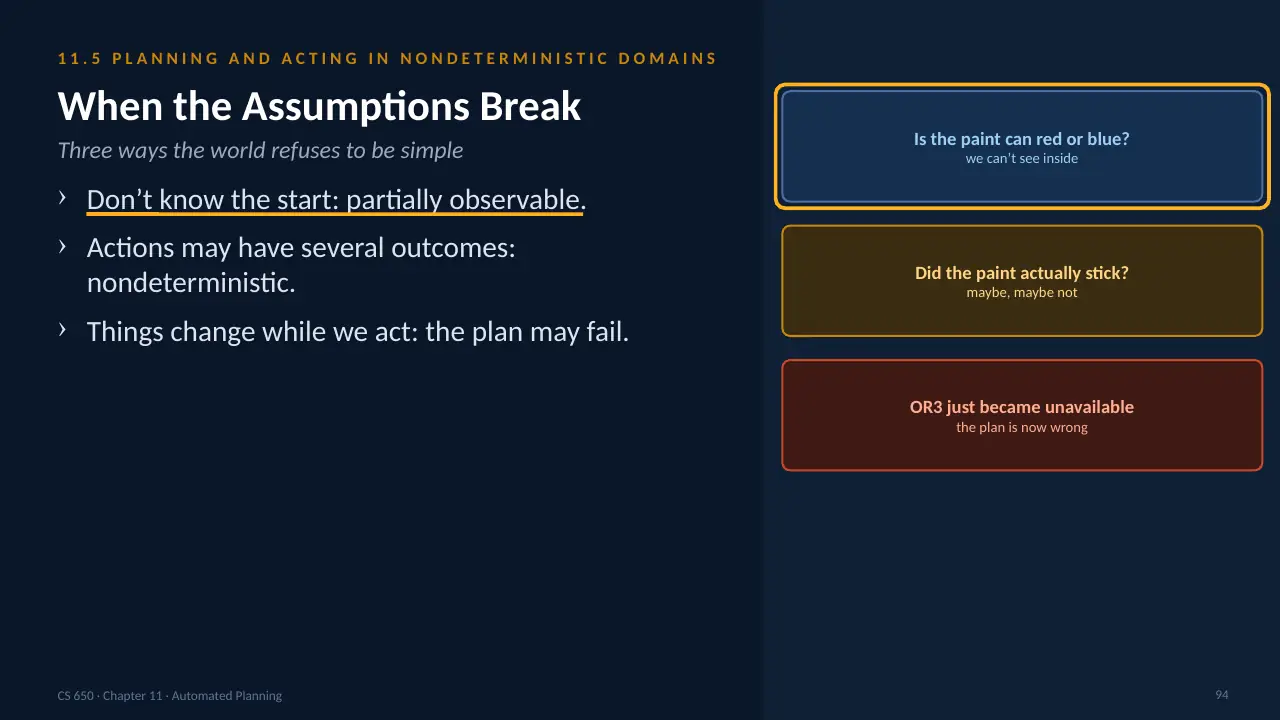 11.5 PLANNING AND ACTING IN NONDETERMINISTIC DOMAINS
When the Assumptions Break
Three ways the world refuses to be simple
› Don’t know the start: partially observable.
› Actions may have several outcomes:
nondeterministic.
› Things change while we act: the plan may fail.
Is the paint can red or blue?
we can’t see inside
Did the paint actually stick?
maybe, maybe not
OR3 just became unavailable
the plan is now wrong
CS 650 · Chapter 11 · Automated Planning
94